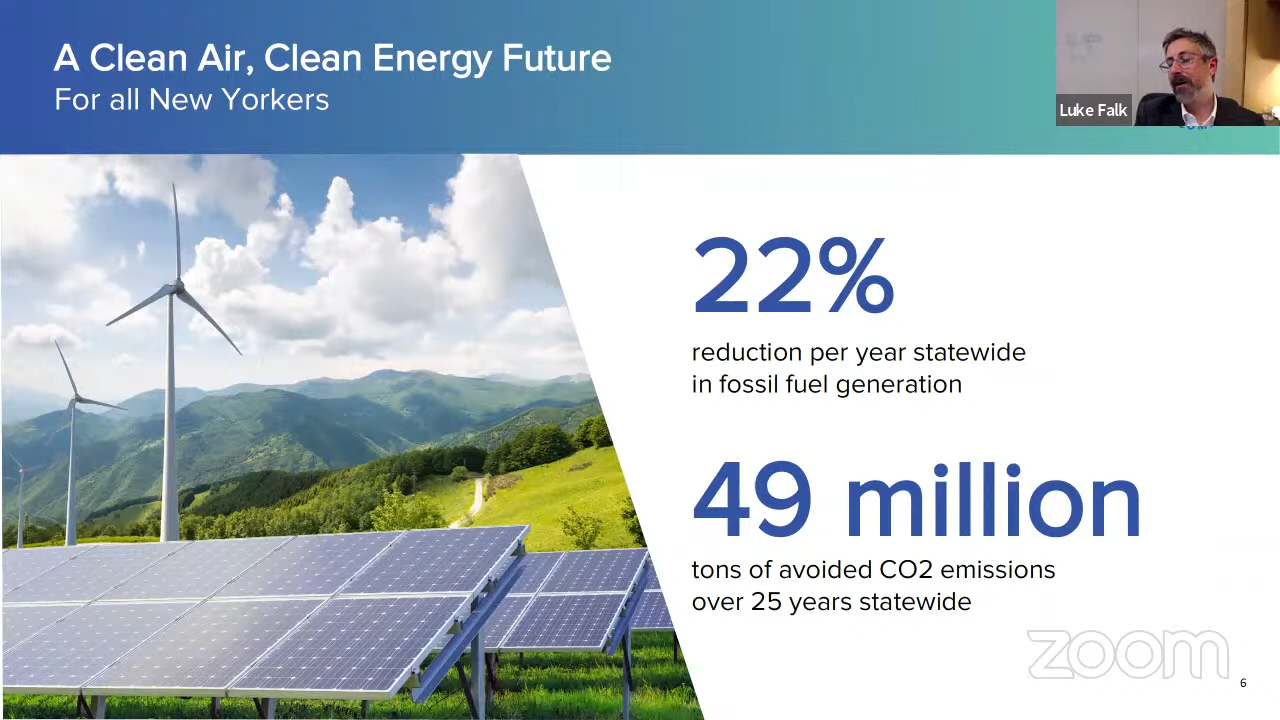 A Clean Air, Clean Energy Future
For all New Yorkers
Luke Falk
22%
reduction per year statewide
in fossil fuel generation
49 million
tons of avoided CO2 emissions
over 25 years statewide
zoom
6